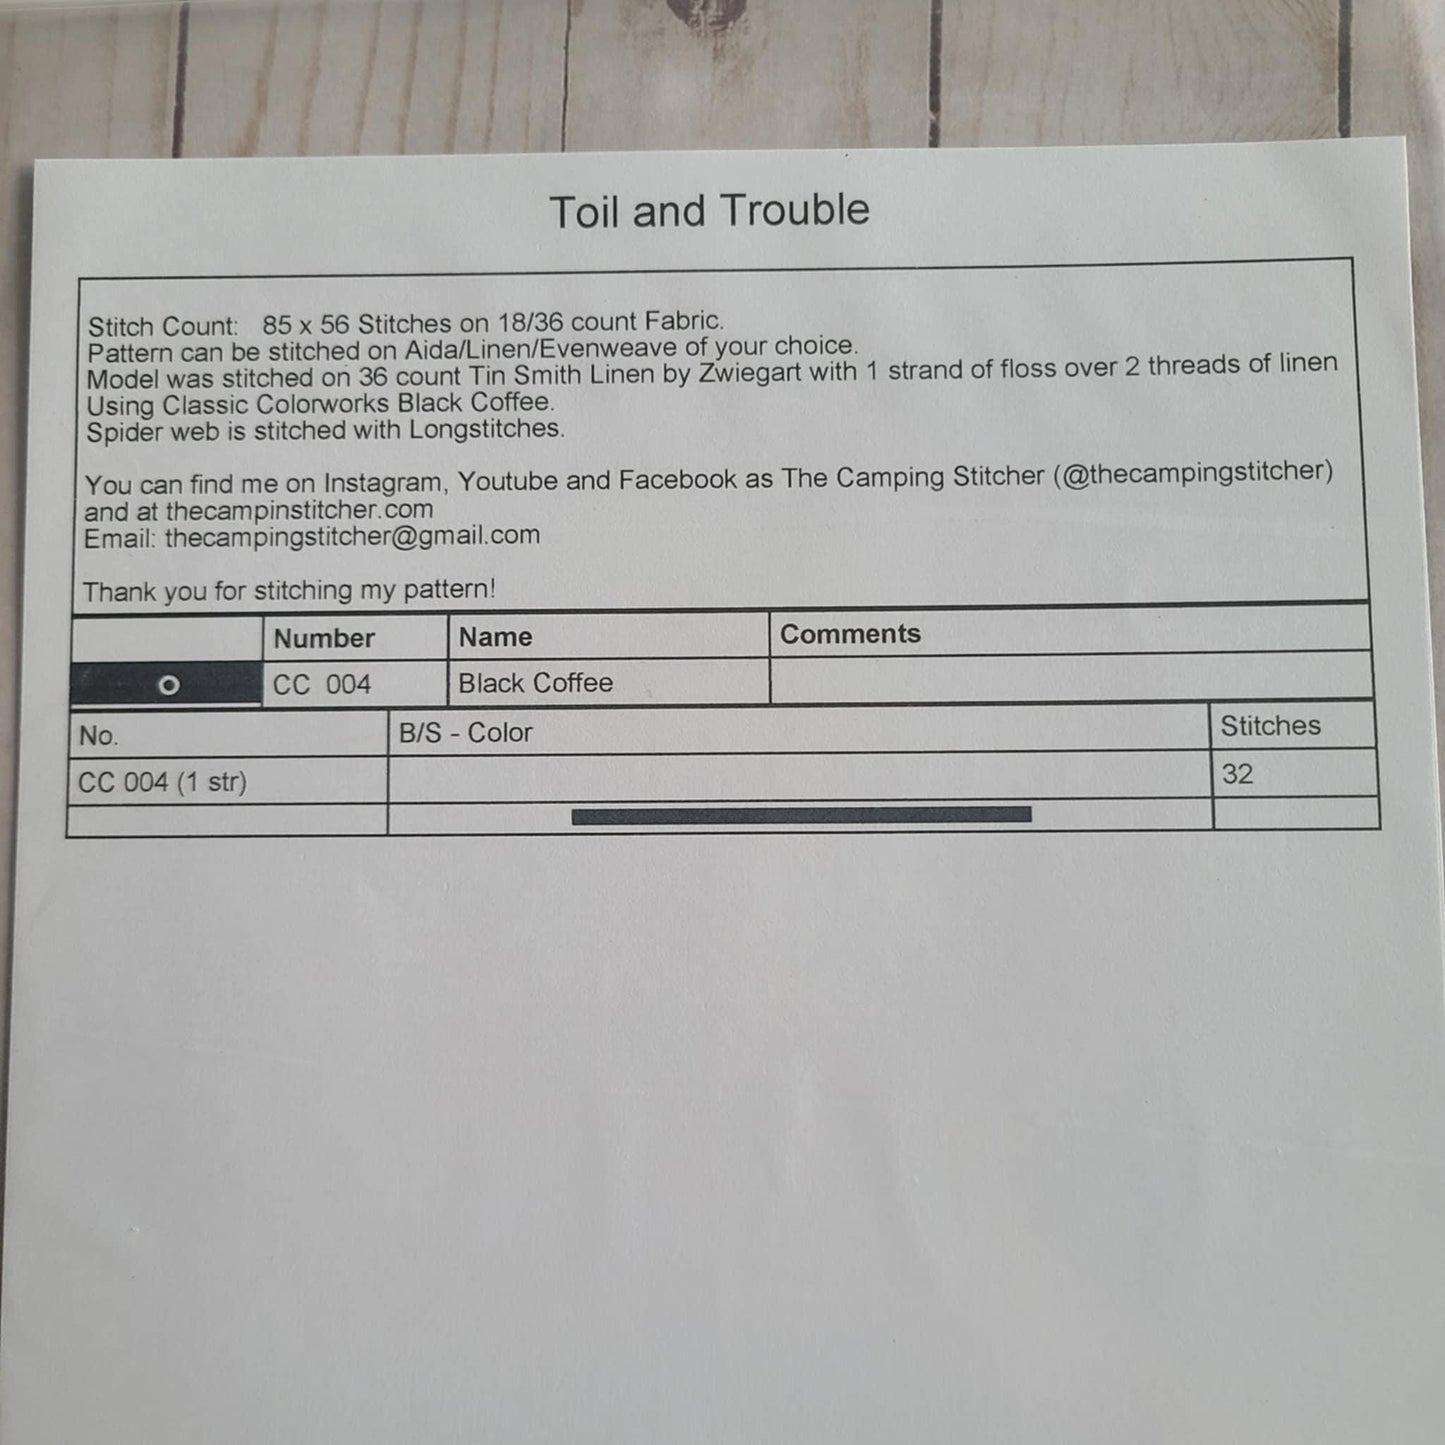 Toil and Trouble
Stitch Count: 85 x 56 Stitches on 18/36 count Fabric.
Pattern can be stitched on Aida/Linen/Evenweave of your choice.
Model was stitched on 36 count Tin Smith Linen by Zwiegart with 1 strand of floss over 2 threads of linen
Using Classic Colorworks Black Coffee.
Spider web is stitched with Longstitches.
You can find me on Instagram, Youtube and Facebook as The Camping Stitcher (@thecampingstitcher)
and at thecampinstitcher.com
Email: thecampingstitcher@gmail.com
Thank you for stitching my pattern!
Number Name Comments
CC 004 Black Coffee
No. B/S - Color Stitches
CC 004 (1 str) 32